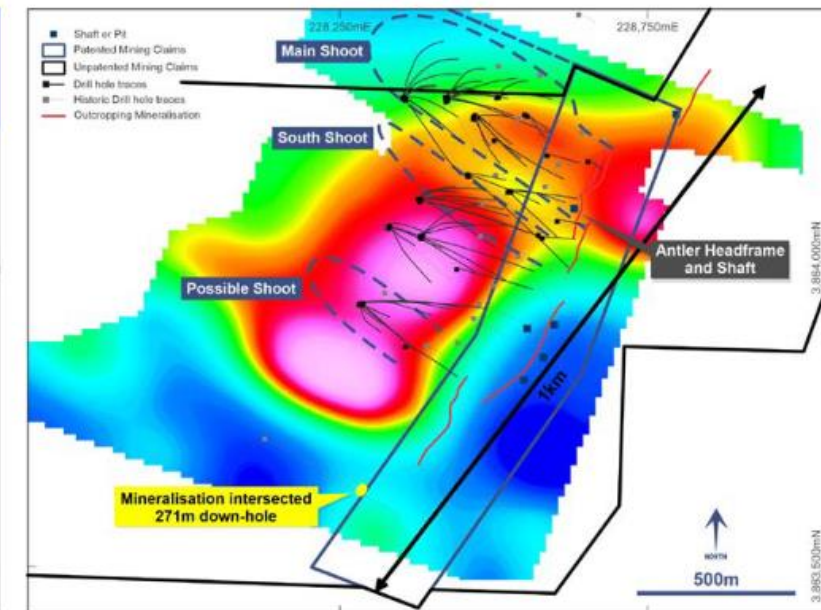 228,250mE
228,750mE
Shaft or Pit
Patented Mining Claims
Unpatented Mining Claims
Drill hole traces
Historic Drill hole traces
Outcropping Mineralisation
Main Shoot
South Shoot
Possible Shoot
Antler Headframe
and Shaft
3,864,000mN
1km
Mineralisation intersected
271m down-hole
NORTH
500m
3,863,500mN